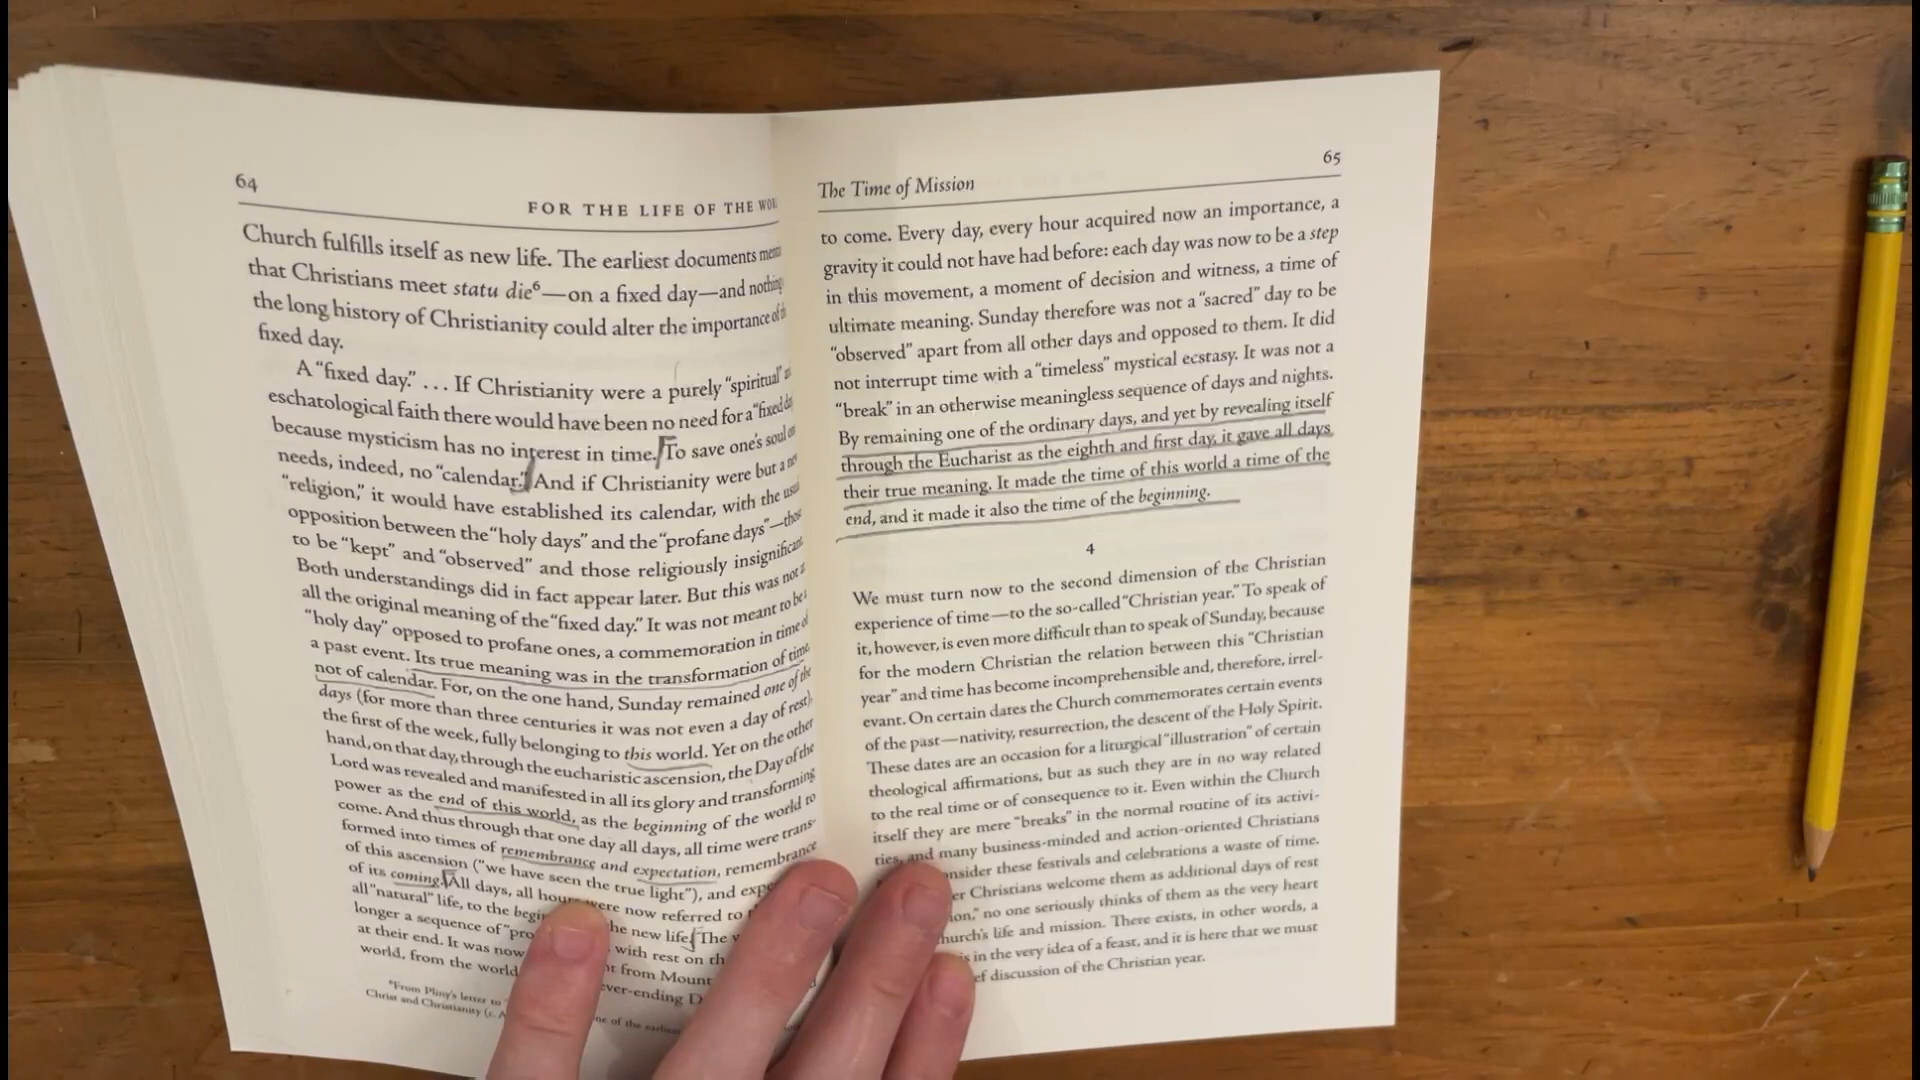 64
FOR THE LIFE OF THE
Church fulfills itself as new life. The earliest documents
that Christians meet statu die⁶—on a fixed day—and nothing
the long history of Christianity could alter the importance of
fixed day.
A “fixed day.” . . . If Christianity were a purely “spiritual”
eschatological faith there would have been no need for a “fixed
because mysticism has no interest in time. To save one’s soul
needs, indeed, no “calendar.” And if Christianity were but a
“religion,” it would have established its calendar, with the
opposition between the “holy days” and the “profane days”—
to be “kept” and “observed” and those religiously insignificant.
Both understandings did in fact appear later. But this was not
all the original meaning of the “fixed day.” It was not meant to be
“holy day” opposed to profane ones, a commemoration in time of
a past event. Its true meaning was in the transformation of time,
not of calendar. For, on the one hand, Sunday remained one of the
days (for more than three centuries it was not even a day of rest),
the first of the week, fully belonging to this world. Yet on the other
hand, on that day, through the eucharistic ascension, the Day of the
Lord was revealed and manifested in all its glory and transforming
power as the end of this world, as the beginning of the world to
come. And thus through that one day all days, all time were trans-
formed into times of remembrance and expectation, remembrance
of this ascension (“we have seen the true light”), and
of its coming. All days, all hours were now referred to
all “natural” life, to the the new life. The
longer a sequence of with rest on
at their end. It was now from Mount
world, from the world
⁶From Pliny’s letter to one of the earliest
Christ and Christianity (c.
65
The Time of Mission
to come. Every day, every hour acquired now an importance, a
gravity it could not have had before: each day was now to be a step
in this movement, a moment of decision and witness, a time of
ultimate meaning. Sunday therefore was not a “sacred” day to be
“observed” apart from all other days and opposed to them. It did
not interrupt time with a “timeless” mystical ecstasy. It was not a
“break” in an otherwise meaningless sequence of days and nights.
By remaining one of the ordinary days, and yet by revealing itself
through the Eucharist as the eighth and first day, it gave all days
their true meaning. It made the time of this world a time of the
end, and it made it also the time of the beginning.
4
We must turn now to the second dimension of the Christian
experience of time—to the so-called “Christian year.” To speak of
it, however, is even more difficult than to speak of Sunday, because
for the modern Christian the relation between this “Christian
year” and time has become incomprehensible and, therefore, irrel-
evant. On certain dates the Church commemorates certain events
of the past—nativity, resurrection, the descent of the Holy Spirit.
These dates are an occasion for a liturgical “illustration” of certain
theological affirmations, but as such they are in no way related
to the real time or of consequence to it. Even within the Church
itself they are mere “breaks” in the normal routine of its activi-
ties, and many business-minded and action-oriented Christians
consider these festivals and celebrations a waste of time.
Christians welcome them as additional days of rest
no one seriously thinks of them as the very heart
life and mission. There exists, in other words, a
in the very idea of a feast, and it is here that we must
discussion of the Christian year.